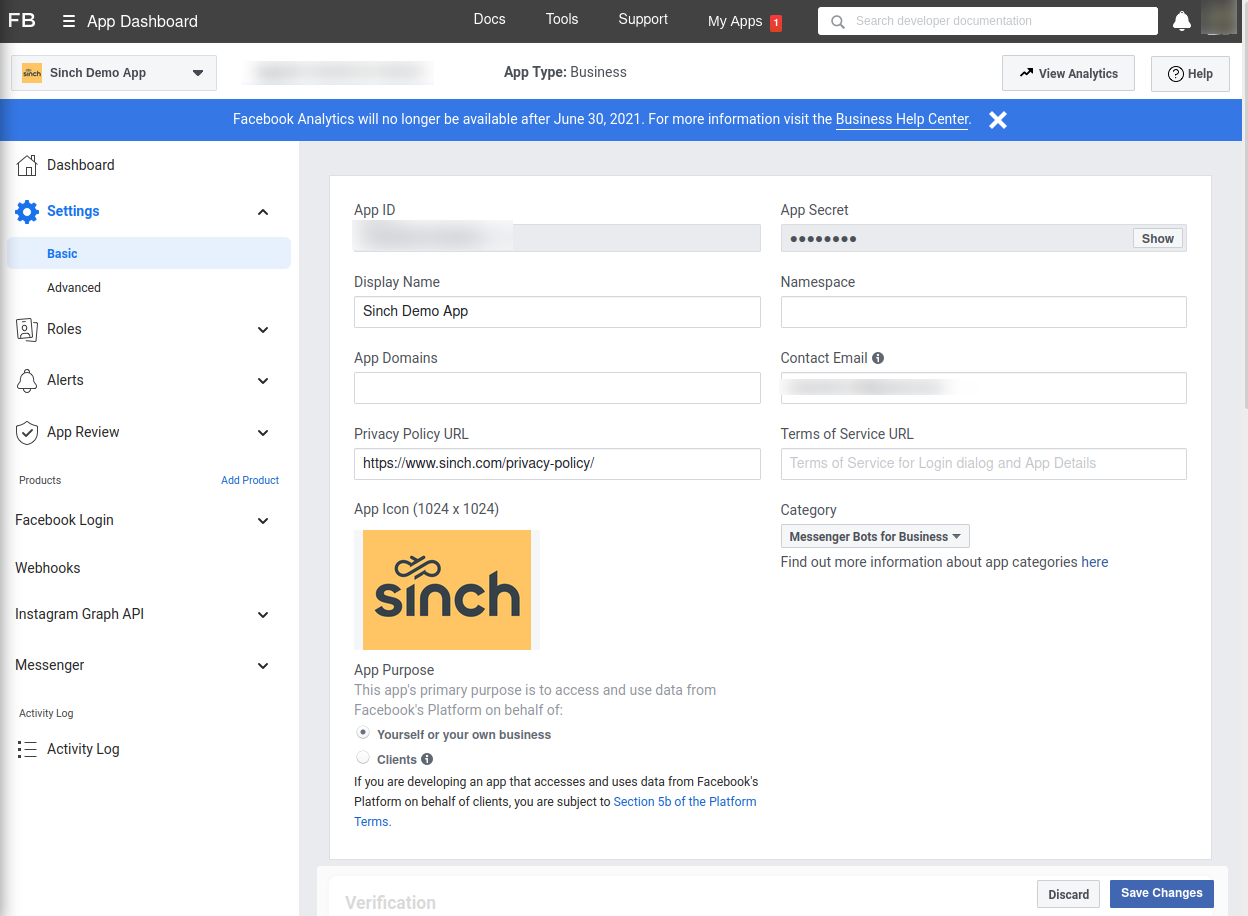 FB
App Dashboard
Docs
Tools
Support
My Apps 1
Search developer documentation
sinch
Sinch Demo App
App Type: Business
View Analytics
Help
Facebook Analytics will no longer be available after June 30, 2021. For more information visit the Business Help Center.
Dashboard
Settings
Basic
Advanced
Roles
Alerts
App Review
Products
Add Product
Facebook Login
Webhooks
Instagram Graph API
Messenger
Activity Log
Activity Log
App ID
App Secret
●●●●●●●●
Show
Display Name
Sinch Demo App
Namespace
App Domains
Contact Email
Privacy Policy URL
https://www.sinch.com/privacy-policy/
Terms of Service URL
Terms of Service for Login dialog and App Details
App Icon (1024 x 1024)
sinch
Category
Messenger Bots for Business
Find out more information about app categories here
App Purpose
This app's primary purpose is to access and use data from
Facebook's Platform on behalf of:
Yourself or your own business
Clients
If you are developing an app that accesses and uses data from Facebook's
Platform on behalf of clients, you are subject to Section 5b of the Platform
Terms.
Verification
Discard
Save Changes